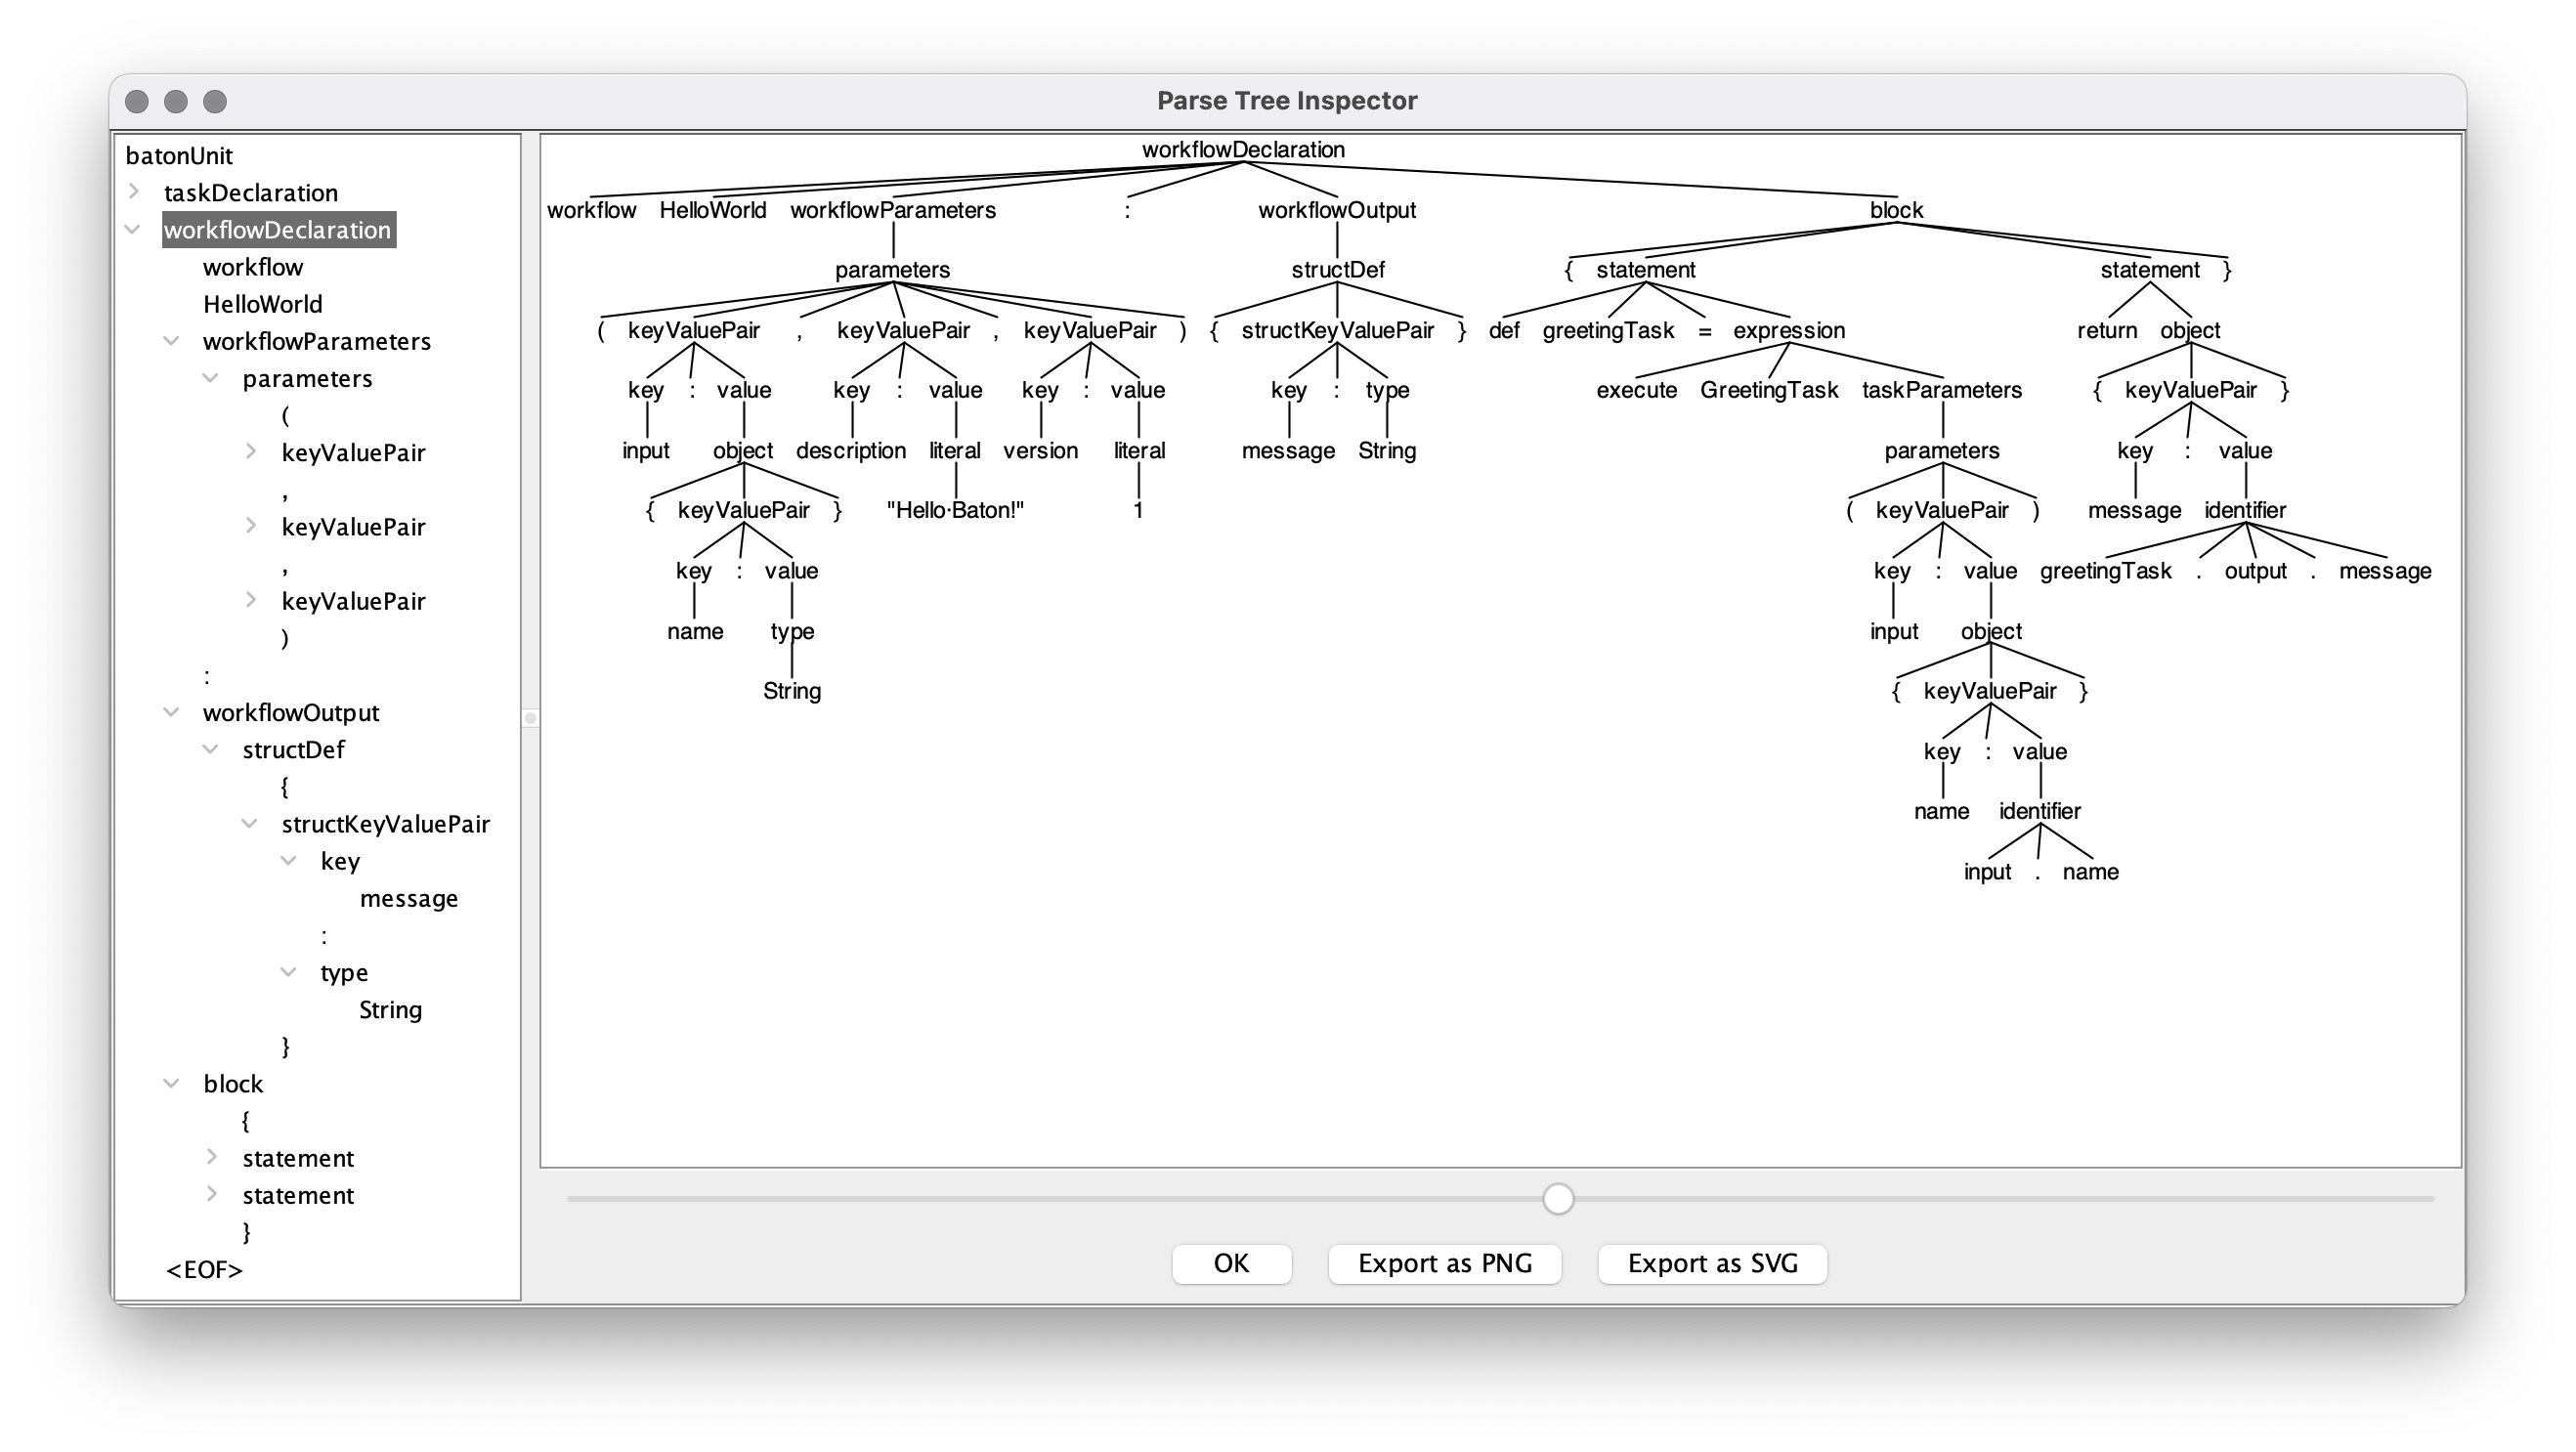 Parse Tree Inspector
batonUnit
taskDeclaration
workflowDeclaration
workflow
HelloWorld
workflowParameters
parameters
(
keyValuePair
,
keyValuePair
,
keyValuePair
)
:
workflowOutput
structDef
{
structKeyValuePair
key
message
:
type
String
}
block
{
statement
statement
}
<EOF>
workflowDeclaration
workflow HelloWorld workflowParameters : workflowOutput block
parameters structDef { statement statement }
( keyValuePair , keyValuePair , keyValuePair ) { structKeyValuePair } def greetingTask = expression return object
key : value key : value key : value key : type execute GreetingTask taskParameters { keyValuePair }
input object description literal version literal message String parameters key : value
{ keyValuePair } "Hello·Baton!" 1 ( keyValuePair ) message identifier
key : value key : value greetingTask . output . message
name type input object
String { keyValuePair }
key : value
name identifier
input . name
OK Export as PNG Export as SVG